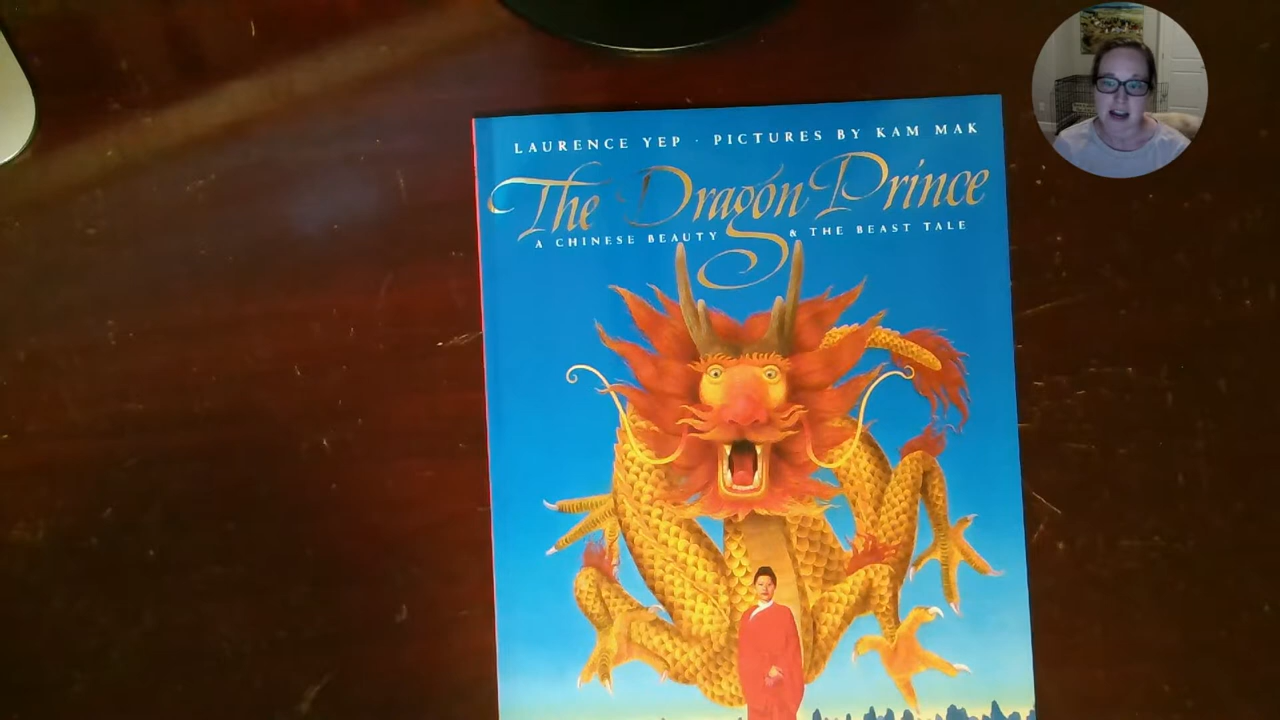 LAURENCE YEP · PICTURES BY KAM MAK
The Dragon Prince
A CHINESE BEAUTY & THE BEAST TALE